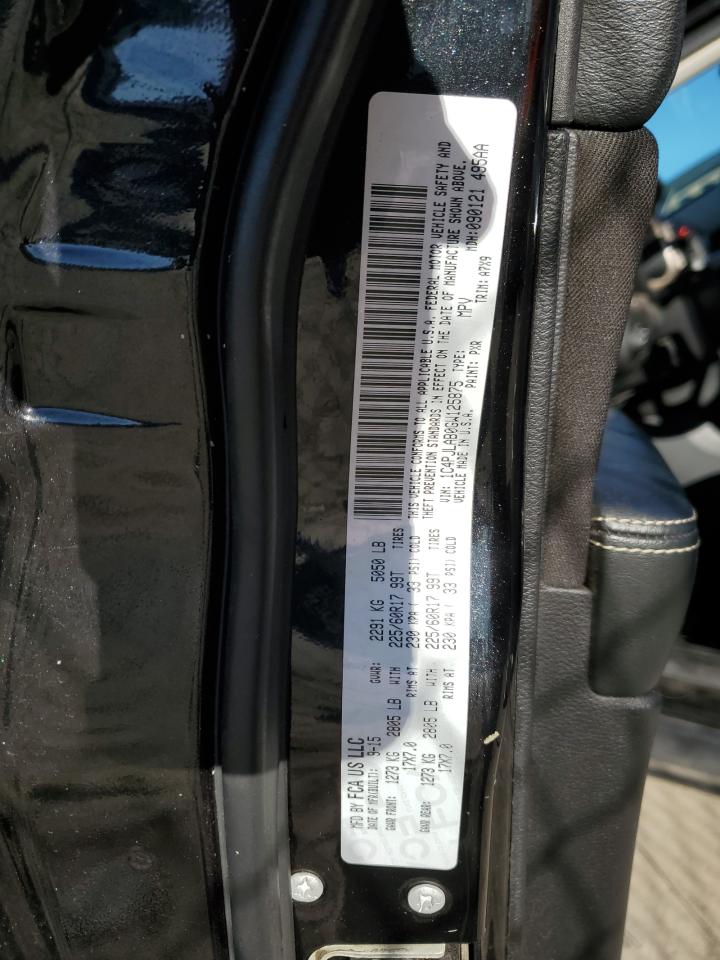 MFD BY FCA US LLC
DATE OF MFR(BUILT): 9-15 GVWR: 2291 KG 5050 LB
GAWR FRONT: 1273 KG 2805 LB WITH 225/60R17 99T TIRES
17X7.0 RIMS AT 230 KPA ( 33 PSI) COLD
GAWR REAR: 1273 KG 2805 LB WITH 225/60R17 99T TIRES
17X7.0 RIMS AT 230 KPA ( 33 PSI) COLD
THIS VEHICLE CONFORMS TO ALL APPLICABLE U.S.A. FEDERAL MOTOR VEHICLE SAFETY AND
THEFT PREVENTION STANDARDS IN EFFECT ON THE DATE OF MANUFACTURE SHOWN ABOVE.
VIN: 1C4PJLAB0GW125875 TYPE: MPV MDH:090121 495AA
VEHICLE MADE IN U.S.A. PAINT: PXR TRIM: A7X9